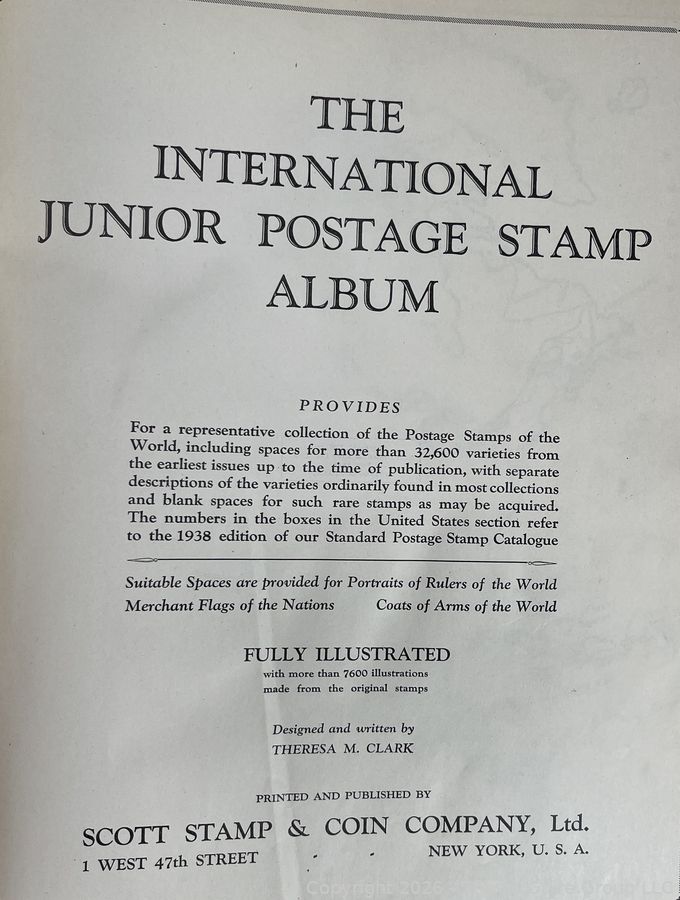 THE
INTERNATIONAL
JUNIOR POSTAGE STAMP
ALBUM
PROVIDES
For a representative collection of the Postage Stamps of the
World, including spaces for more than 32,600 varieties from
the earliest issues up to the time of publication, with separate
descriptions of the varieties ordinarily found in most collections
and blank spaces for such rare stamps as may be acquired.
The numbers in the boxes in the United States section refer
to the 1938 edition of our Standard Postage Stamp Catalogue
Suitable Spaces are provided for Portraits of Rulers of the World
Merchant Flags of the Nations Coats of Arms of the World
FULLY ILLUSTRATED
with more than 7600 illustrations
made from the original stamps
Designed and written by
THERESA M. CLARK
PRINTED AND PUBLISHED BY
SCOTT STAMP & COIN COMPANY, Ltd.
1 WEST 47th STREET - - NEW YORK, U. S. A.
Copyright 2026 Group LLC